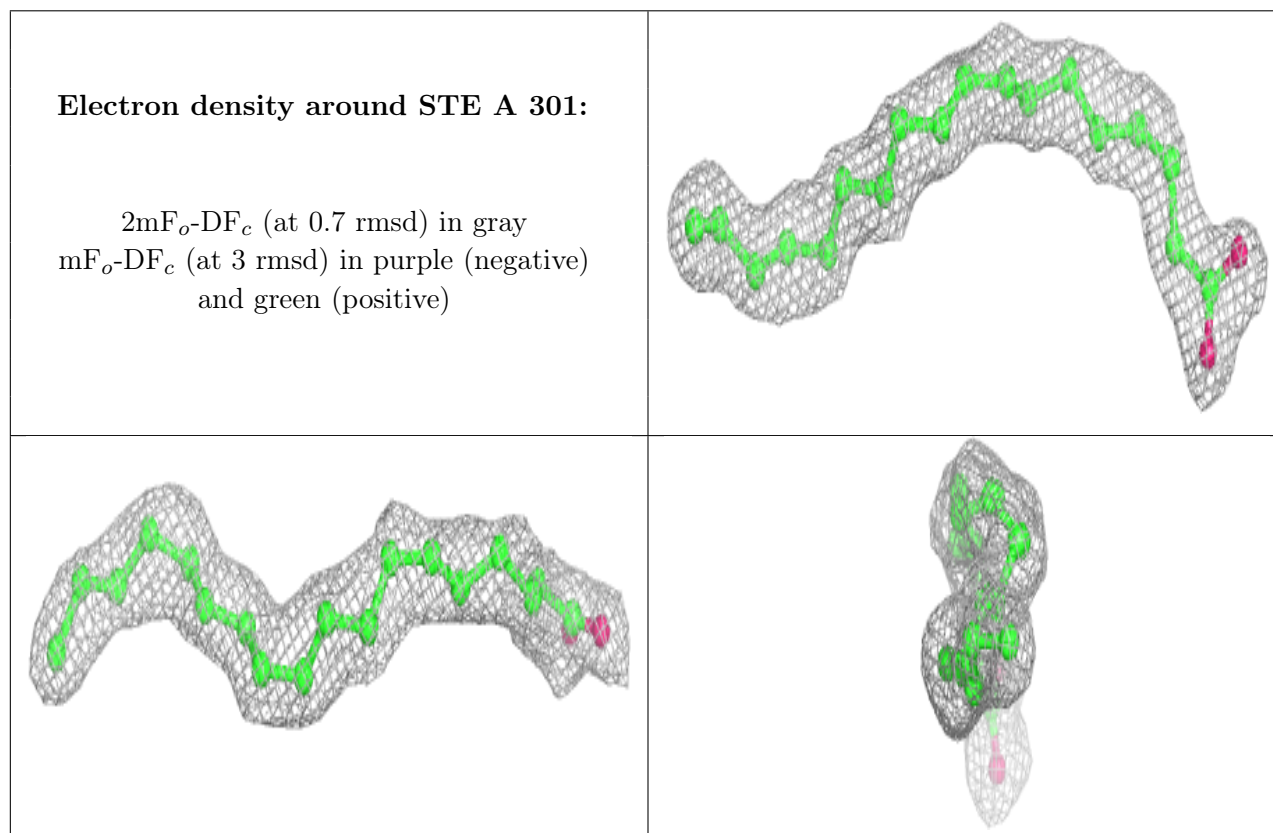 Electron density around STE A 301:
2mFo-DFc (at 0.7 rmsd) in gray
mFo-DFc (at 3 rmsd) in purple (negative)
and green (positive)